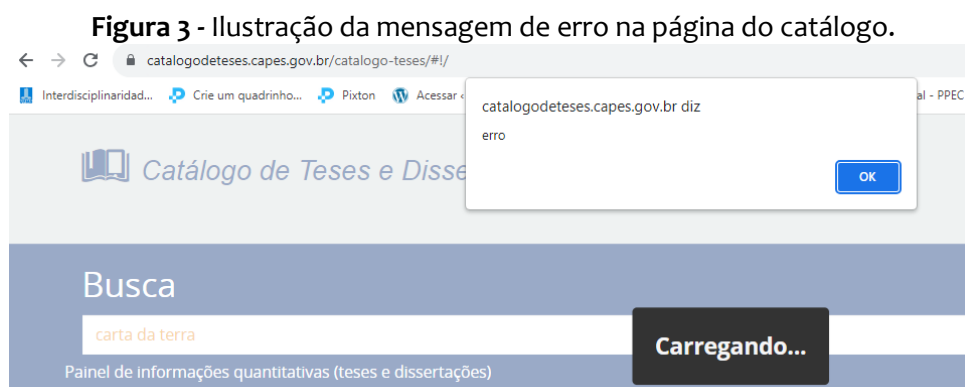 Figura 3 - Ilustração da mensagem de erro na página do catálogo.
catalogodeteses.capes.gov.br/catalogo-teses/#!/
Interdisciplinaridad... Crie um quadrinho... Pixton Acessar al - PPEC
catalogodeteses.capes.gov.br diz
erro
OK
Catálogo de Teses e Disse
Busca
carta da terra
Carregando...
Painel de informações quantitativas (teses e dissertações)